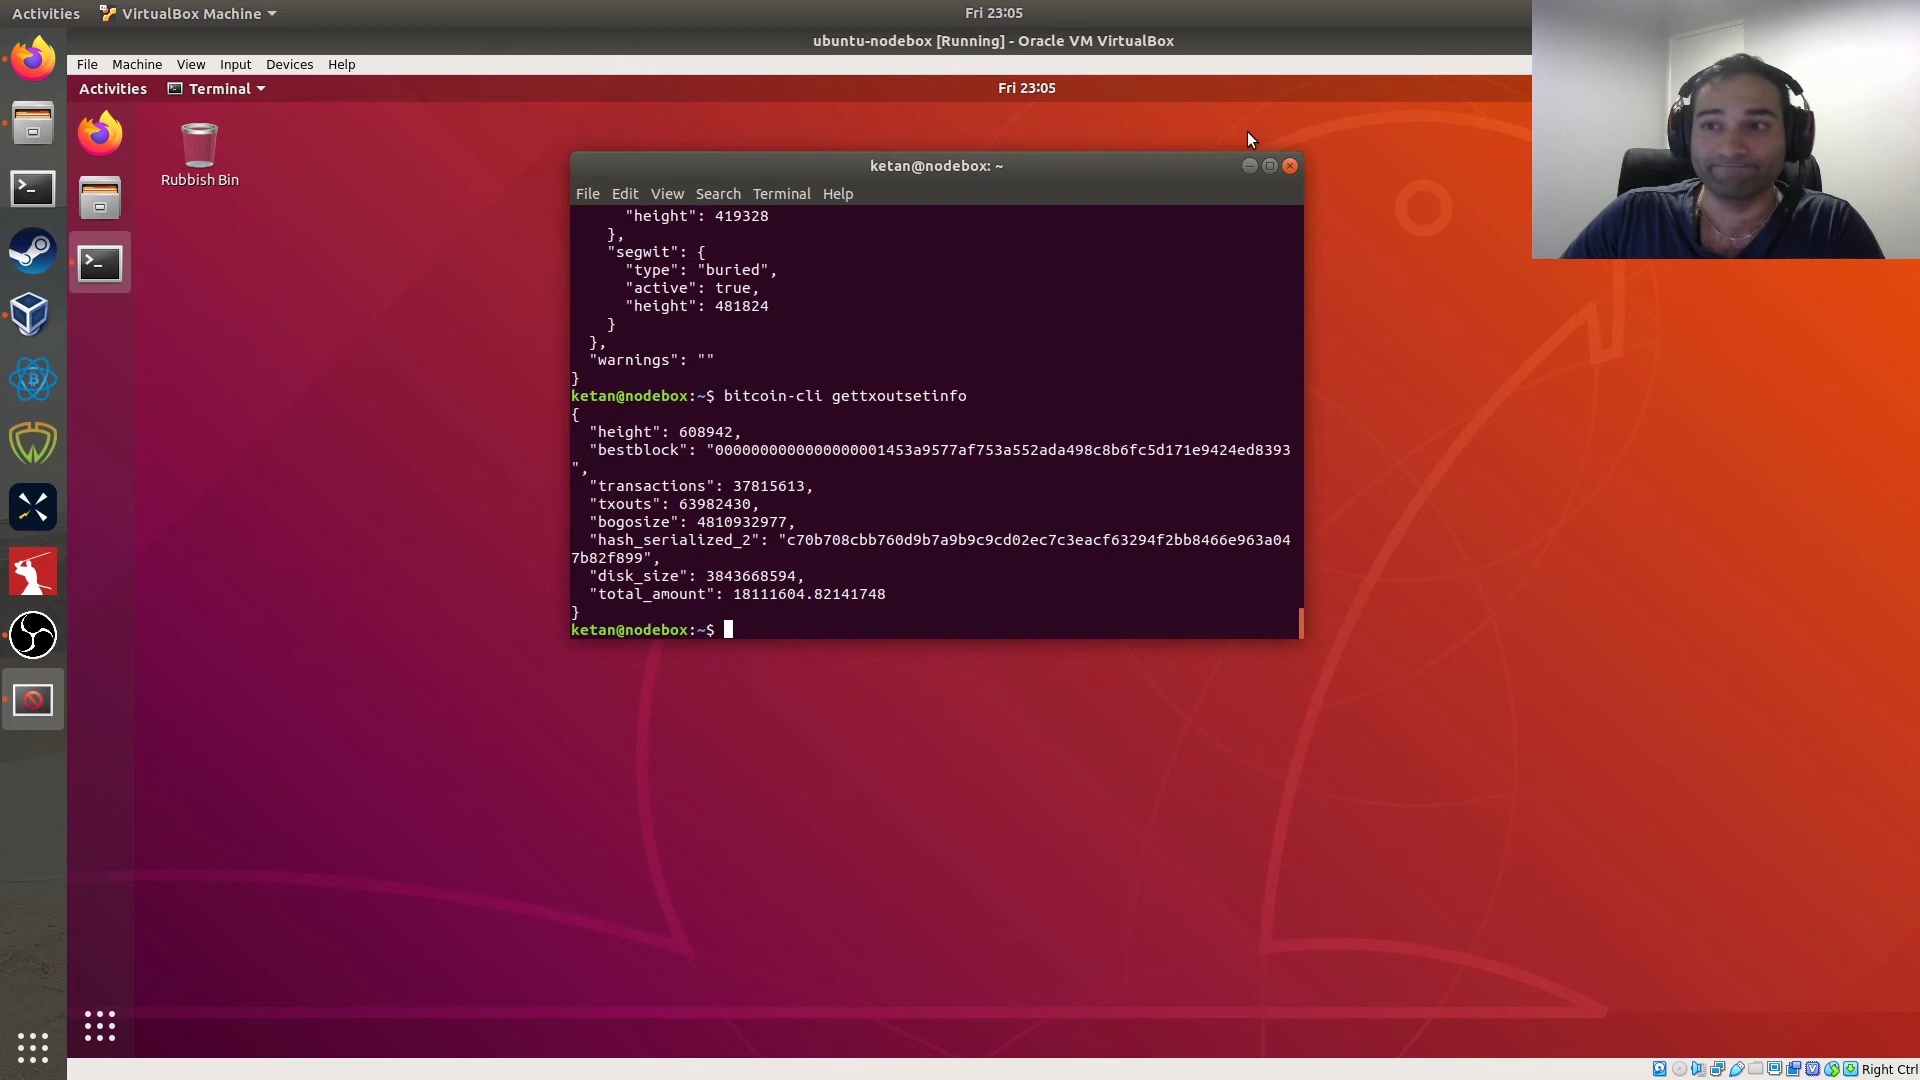 Activities VirtualBox Machine Fri 23:05
ubuntu-nodebox [Running] - Oracle VM VirtualBox
File Machine View Input Devices Help
Activities Terminal Fri 23:05
Rubbish Bin
ketan@nodebox: ~
File Edit View Search Terminal Help
"height": 419328
},
"segwit": {
"type": "buried",
"active": true,
"height": 481824
}
},
"warnings": ""
}
ketan@nodebox:~$ bitcoin-cli gettxoutsetinfo
{
"height": 608942,
"bestblock": "0000000000000000001453a9577af753a552ada498c8b6fc5d171e9424ed8393
",
"transactions": 37815613,
"txouts": 63982430,
"bogosize": 4810932977,
"hash_serialized_2": "c70b708cbb760d9b7a9b9c9cd02ec7c3eacf63294f2bb8466e963a04
7b82f899",
"disk_size": 3843668594,
"total_amount": 18111604.82141748
}
ketan@nodebox:~$
Right Ctrl